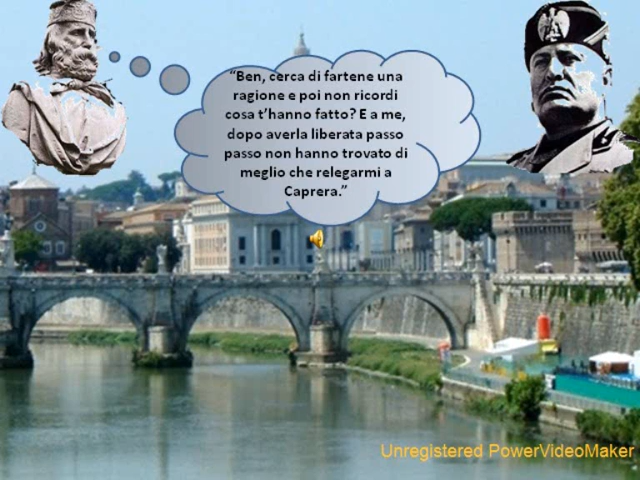 “Ben, cerca di fartene una
ragione e poi non ricordi
cosa t’hanno fatto? E a me,
dopo averla liberata passo
passo non hanno trovato di
meglio che relegarmi a
Caprera.”
Unregistered PowerVideoMaker